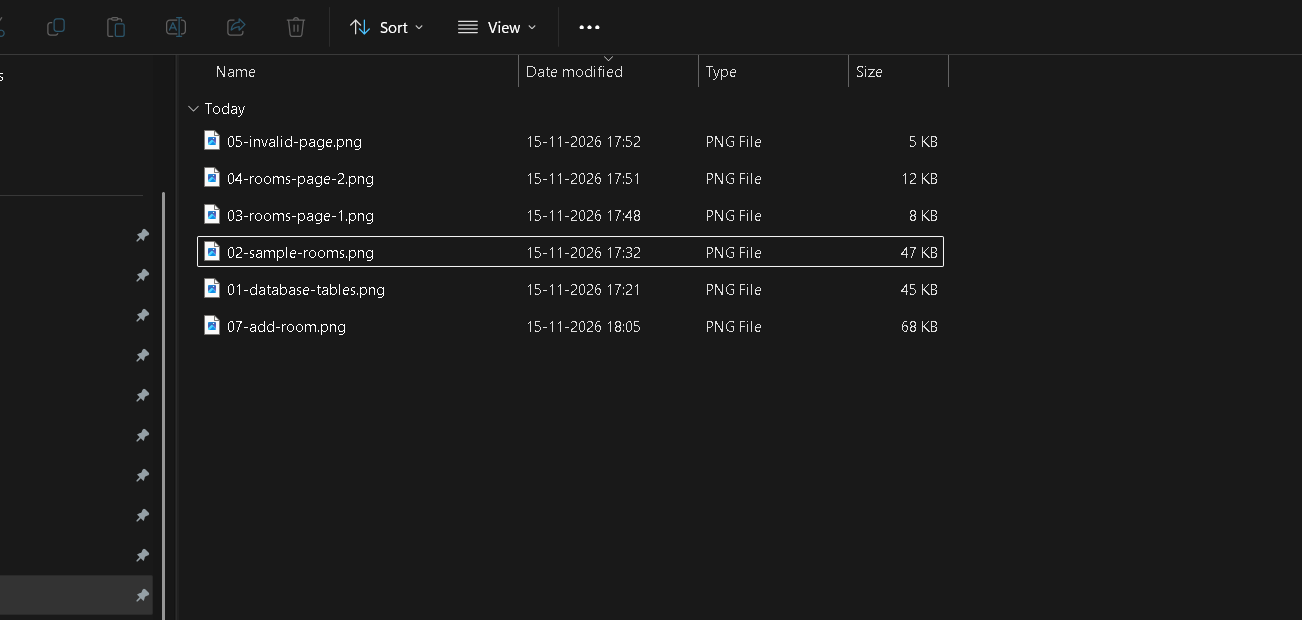 Sort View
s
Name Date modified Type Size
Today
05-invalid-page.png 15-11-2026 17:52 PNG File 5 KB
04-rooms-page-2.png 15-11-2026 17:51 PNG File 12 KB
03-rooms-page-1.png 15-11-2026 17:48 PNG File 8 KB
02-sample-rooms.png 15-11-2026 17:32 PNG File 47 KB
01-database-tables.png 15-11-2026 17:21 PNG File 45 KB
07-add-room.png 15-11-2026 18:05 PNG File 68 KB